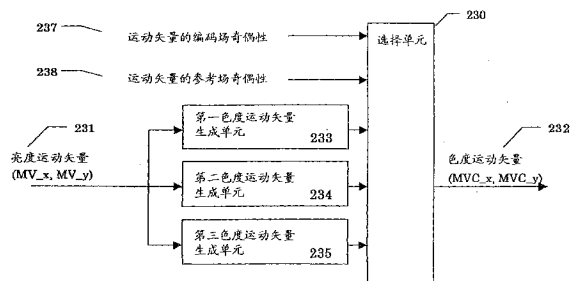 237
运动矢量的编码场奇偶性
230
选择单元
238
运动矢量的参考场奇偶性
231
亮度运动矢量
(MV_x, MV_y)
第一色度运动矢量
生成单元
233
第二色度运动矢量
生成单元
234
第三色度运动矢量
生成单元
235
232
色度运动矢量
(MVC_x, MVC_y)